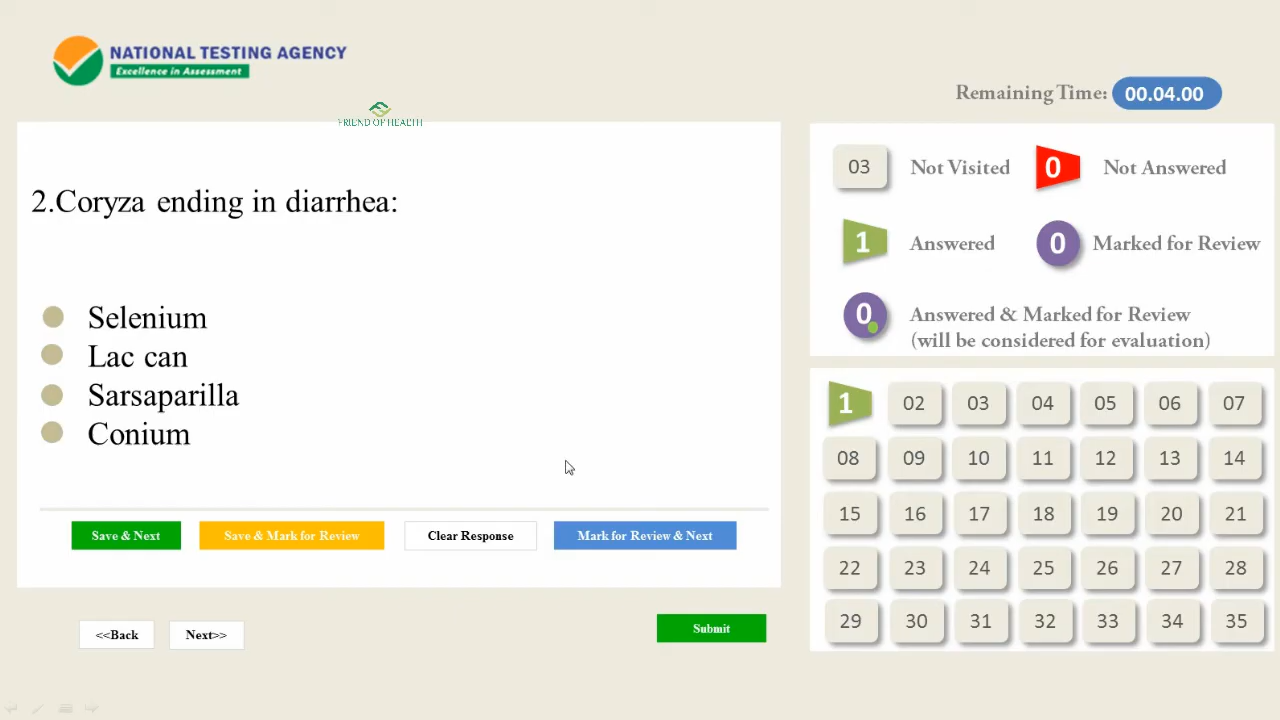 NATIONAL TESTING AGENCY
Excellence in Assessment
FRIEND OF HEALTH
Remaining Time: 00.04.00
2.Coryza ending in diarrhea:
Selenium
Lac can
Sarsaparilla
Conium
Save & Next
Save & Mark for Review
Clear Response
Mark for Review & Next
<<Back
Next>>
Submit
03 Not Visited
0 Not Answered
1 Answered
0 Marked for Review
0 Answered & Marked for Review
(will be considered for evaluation)
1 02 03 04 05 06 07
08 09 10 11 12 13 14
15 16 17 18 19 20 21
22 23 24 25 26 27 28
29 30 31 32 33 34 35